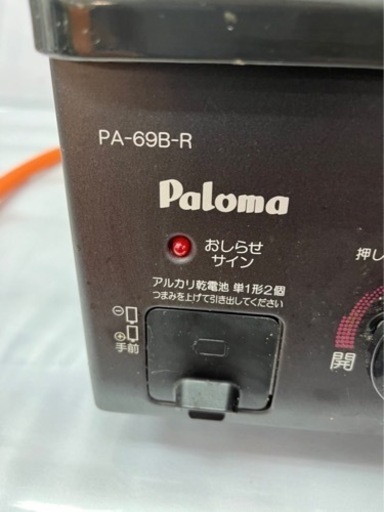 PA-69B-R
Paloma
おしらせ
サイン
アルカリ乾電池 単1形2個
つまみを上げて引き出してください
⊖
⊕
手前
押し
開